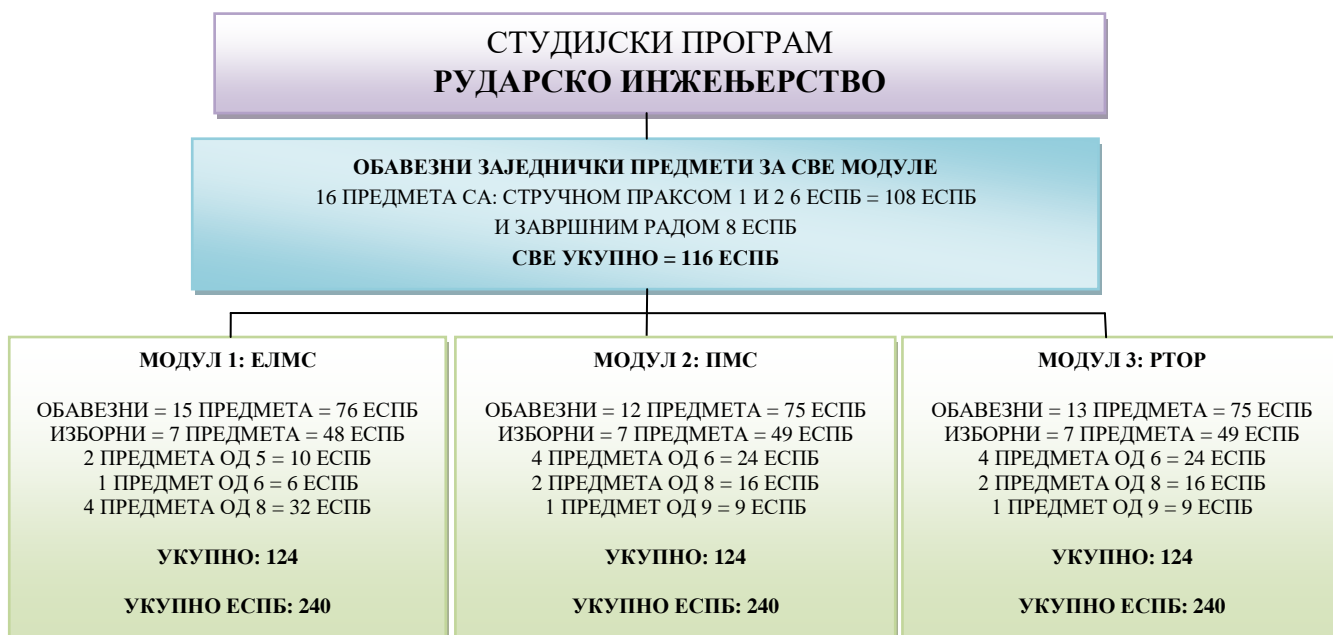 СТУДИЈСКИ ПРОГРАМ
РУДАРСКО ИНЖЕЊЕРСТВО
ОБАВЕЗНИ ЗАЈЕДНИЧКИ ПРЕДМЕТИ ЗА СВЕ МОДУЛЕ
16 ПРЕДМЕТА СА: СТРУЧНОМ ПРАКСОМ 1 И 2 6 ЕСПБ = 108 ЕСПБ
И ЗАВРШНИМ РАДОМ 8 ЕСПБ
СВЕ УКУПНО = 116 ЕСПБ
МОДУЛ 1: ЕЛМС
ОБАВЕЗНИ = 15 ПРЕДМЕТА = 76 ЕСПБ
ИЗБОРНИ = 7 ПРЕДМЕТА = 48 ЕСПБ
2 ПРЕДМЕТА ОД 5 = 10 ЕСПБ
1 ПРЕДМЕТ ОД 6 = 6 ЕСПБ
4 ПРЕДМЕТА ОД 8 = 32 ЕСПБ
УКУПНО: 124
УКУПНО ЕСПБ: 240
МОДУЛ 2: ПМС
ОБАВЕЗНИ = 12 ПРЕДМЕТА = 75 ЕСПБ
ИЗБОРНИ = 7 ПРЕДМЕТА = 49 ЕСПБ
4 ПРЕДМЕТА ОД 6 = 24 ЕСПБ
2 ПРЕДМЕТА ОД 8 = 16 ЕСПБ
1 ПРЕДМЕТ ОД 9 = 9 ЕСПБ
УКУПНО: 124
УКУПНО ЕСПБ: 240
МОДУЛ 3: РТОР
ОБАВЕЗНИ = 13 ПРЕДМЕТА = 75 ЕСПБ
ИЗБОРНИ = 7 ПРЕДМЕТА = 49 ЕСПБ
4 ПРЕДМЕТА ОД 6 = 24 ЕСПБ
2 ПРЕДМЕТА ОД 8 = 16 ЕСПБ
1 ПРЕДМЕТ ОД 9 = 9 ЕСПБ
УКУПНО: 124
УКУПНО ЕСПБ: 240